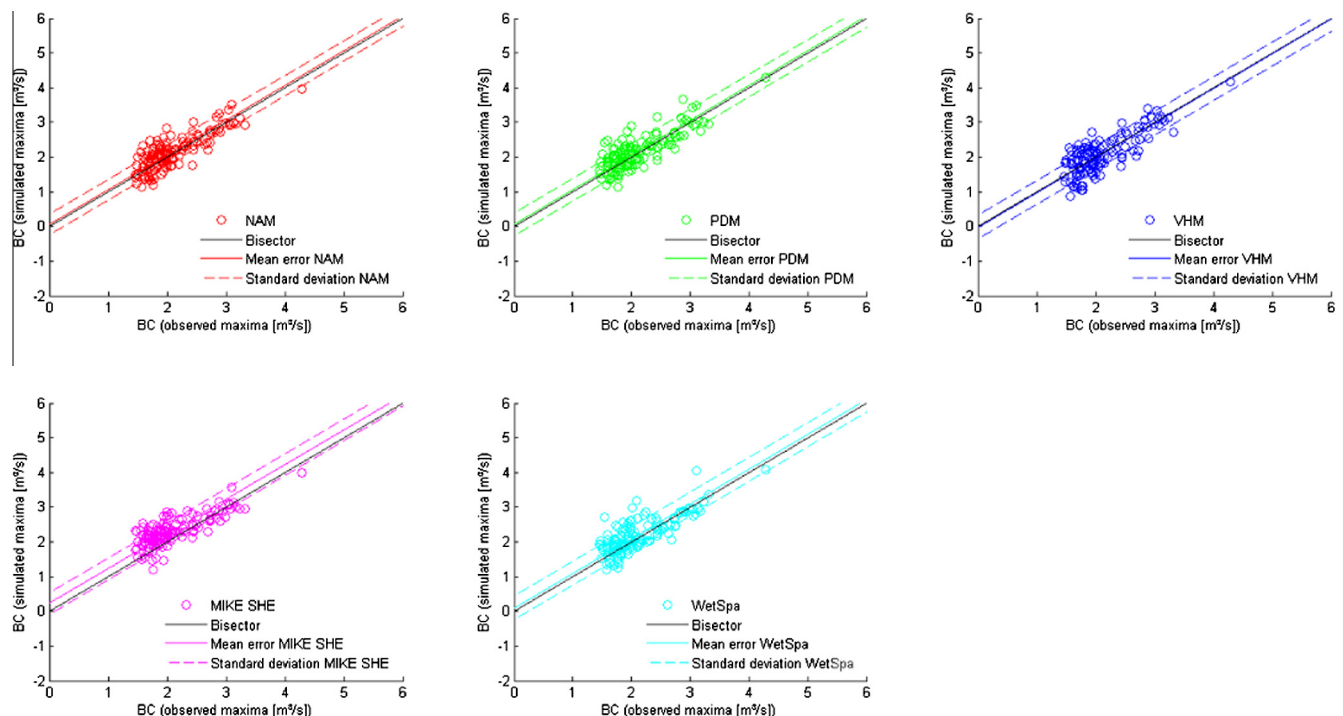 6
5
4
3
2
1
0
-1
-2
BC (simulated maxima [m³/s])
NAM
Bisector
Mean error NAM
Standard deviation NAM
0 1 2 3 4 5 6
BC (observed maxima [m³/s])
6
5
4
3
2
1
0
-1
-2
BC (simulated maxima [m³/s])
PDM
Bisector
Mean error PDM
Standard deviation PDM
0 1 2 3 4 5 6
BC (observed maxima [m³/s])
6
5
4
3
2
1
0
-1
-2
BC (simulated maxima [m³/s])
VHM
Bisector
Mean error VHM
Standard deviation VHM
0 1 2 3 4 5 6
BC (observed maxima [m³/s])
6
5
4
3
2
1
0
-1
-2
BC (simulated maxima [m³/s])
MIKE SHE
Bisector
Mean error MIKE SHE
Standard deviation MIKE SHE
0 1 2 3 4 5 6
BC (observed maxima [m³/s])
6
5
4
3
2
1
0
-1
-2
BC (simulated maxima [m³/s])
WetSpa
Bisector
Mean error WetSpa
Standard deviation WetSpa
0 1 2 3 4 5 6
BC (observed maxima [m³/s])